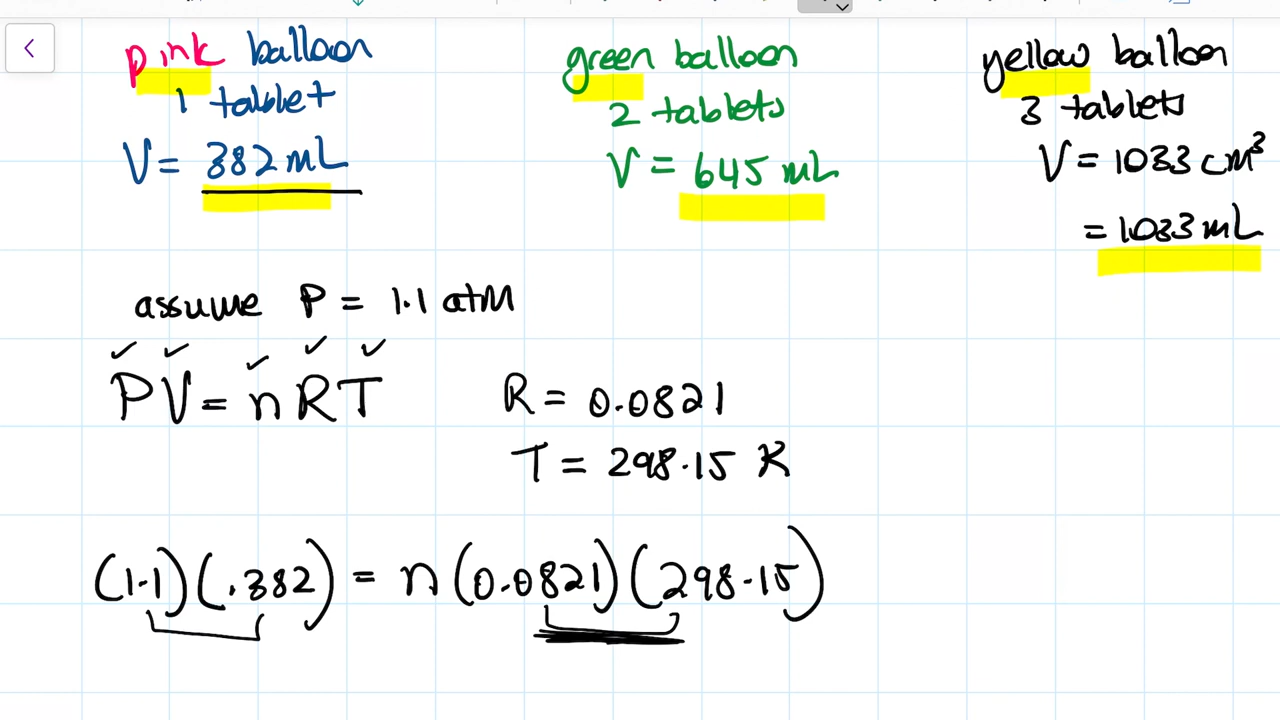 pink balloon
1 tablet
V = 382 mL
green balloon
2 tablets
V = 645 mL
yellow balloon
3 tablets
V = 1033 cm³
= 1033 mL
assume P = 1.1 atm
PV = nRT
R = 0.0821
T = 298.15 K
(1.1)(.382) = n(0.0821)(298.15)